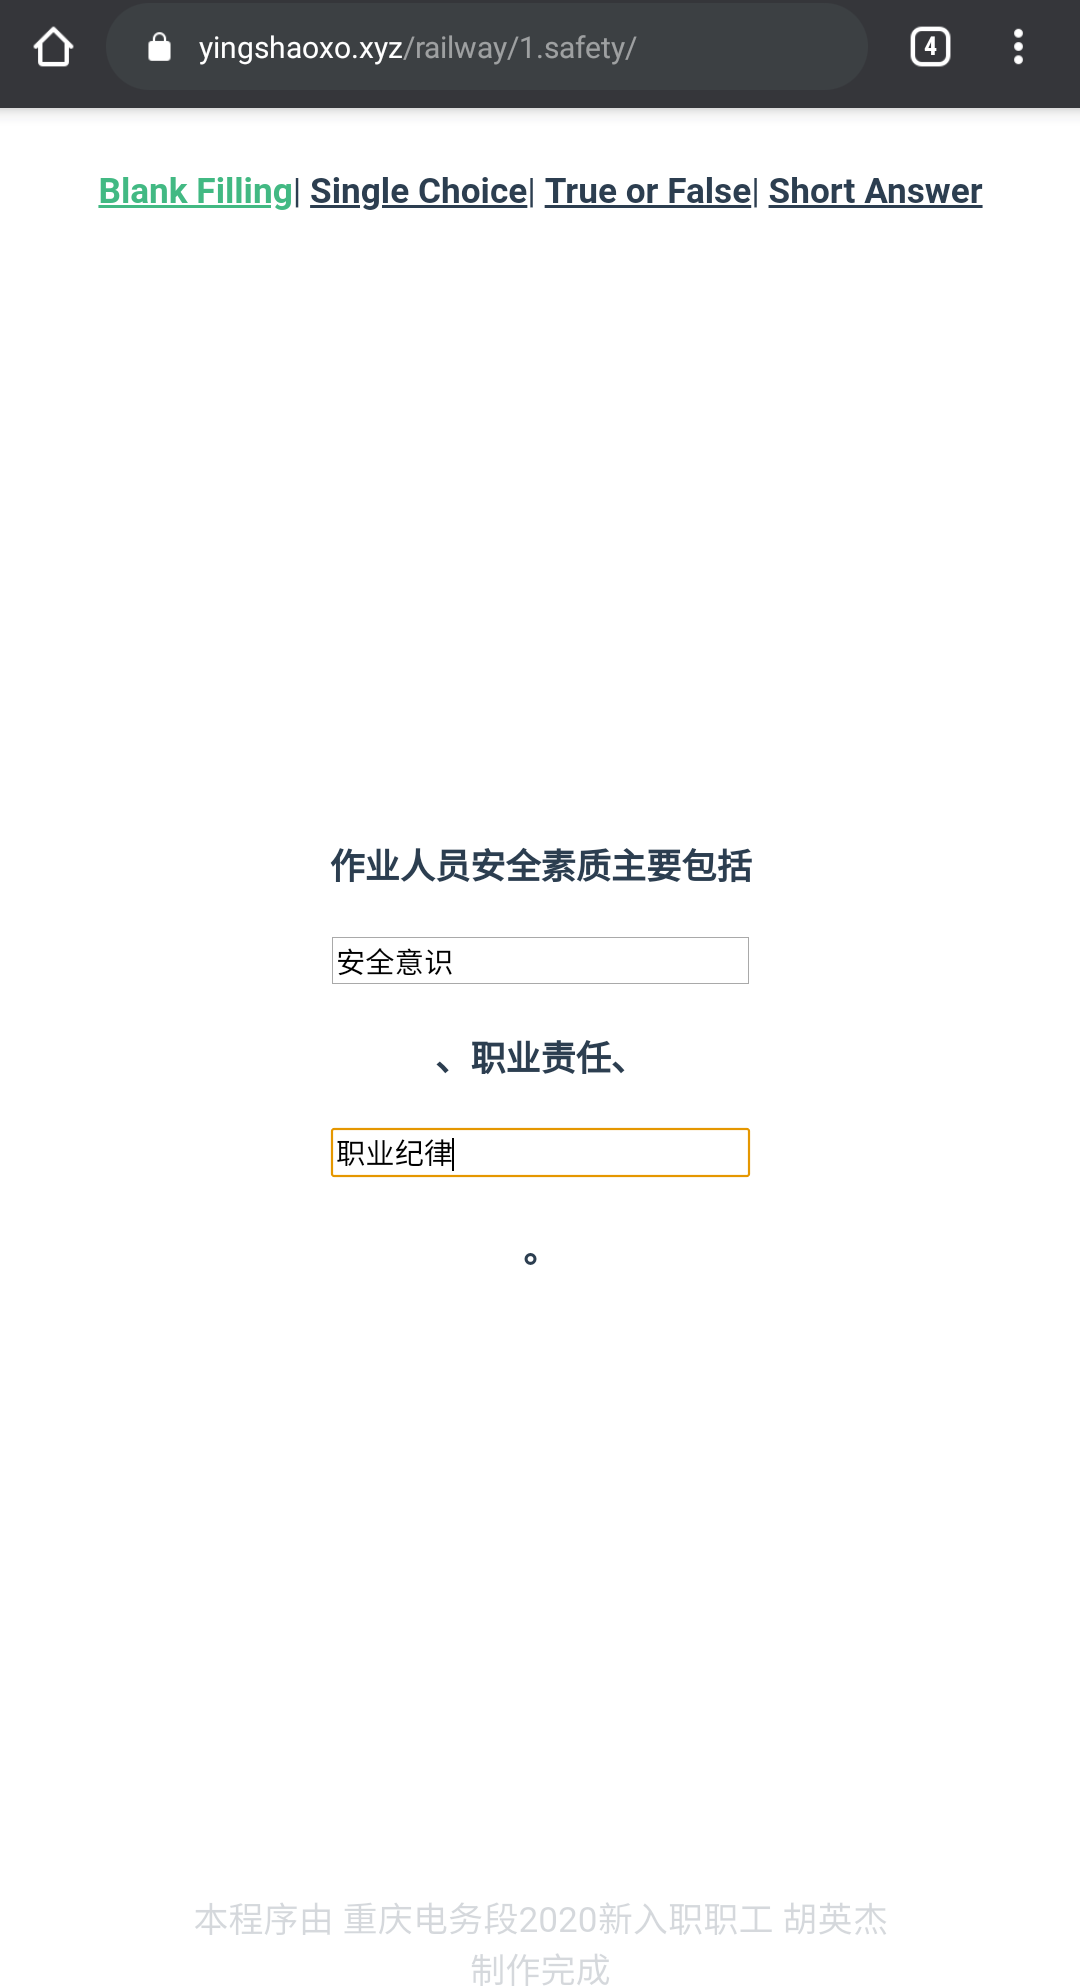 yingshaoxo.xyz/railway/1.safety/
4
Blank Filling| Single Choice| True or False| Short Answer
作业人员安全素质主要包括
安全意识
、职业责任、
职业纪律
。
本程序由 重庆电务段2020新入职职工 胡英杰
制作完成